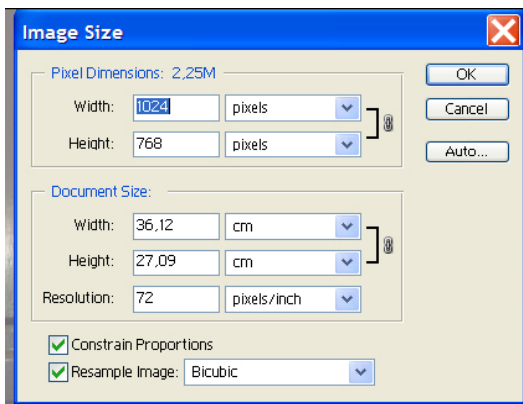 Image Size
Pixel Dimensions: 2,25M
OK
Width: 1024 pixels
Cancel
Height: 768 pixels
Auto...
Document Size:
Width: 36,12 cm
Height: 27,09 cm
Resolution: 72 pixels/inch
Constrain Proportions
Resample Image: Bicubic